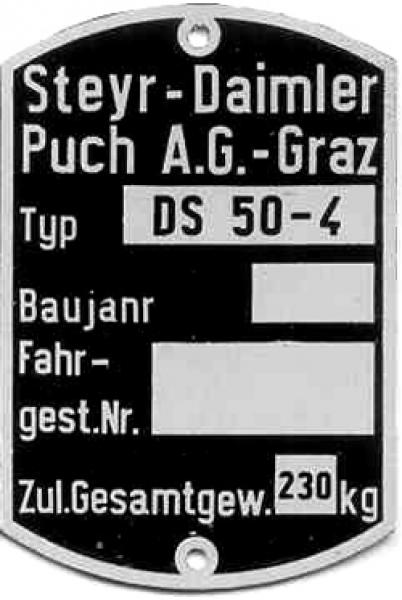 Steyr-Daimler
Puch A.G.-Graz
Typ DS 50-4
Baujanr
Fahr-
gest.Nr.
Zul.Gesamtgew. 230 kg